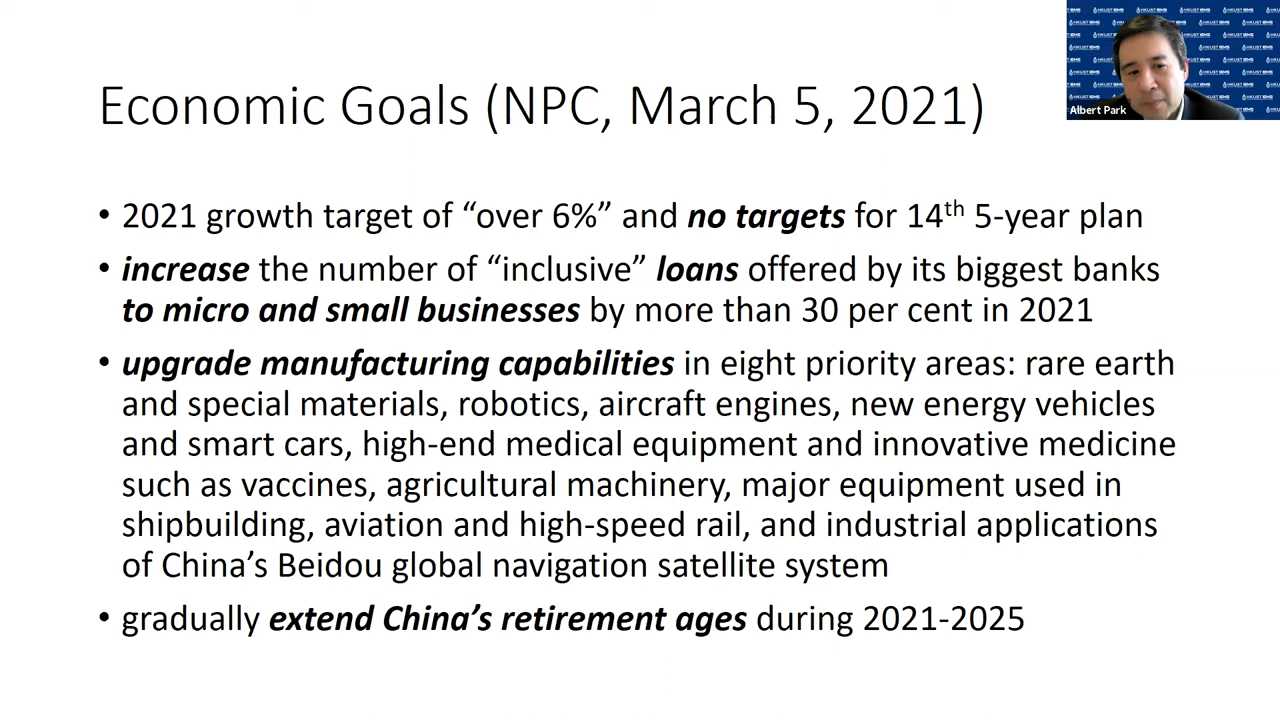 Economic Goals (NPC, March 5, 2021)
Albert Park
• 2021 growth target of “over 6%” and no targets for 14th 5-year plan
• increase the number of “inclusive” loans offered by its biggest banks
to micro and small businesses by more than 30 per cent in 2021
• upgrade manufacturing capabilities in eight priority areas: rare earth
and special materials, robotics, aircraft engines, new energy vehicles
and smart cars, high-end medical equipment and innovative medicine
such as vaccines, agricultural machinery, major equipment used in
shipbuilding, aviation and high-speed rail, and industrial applications
of China’s Beidou global navigation satellite system
• gradually extend China’s retirement ages during 2021-2025